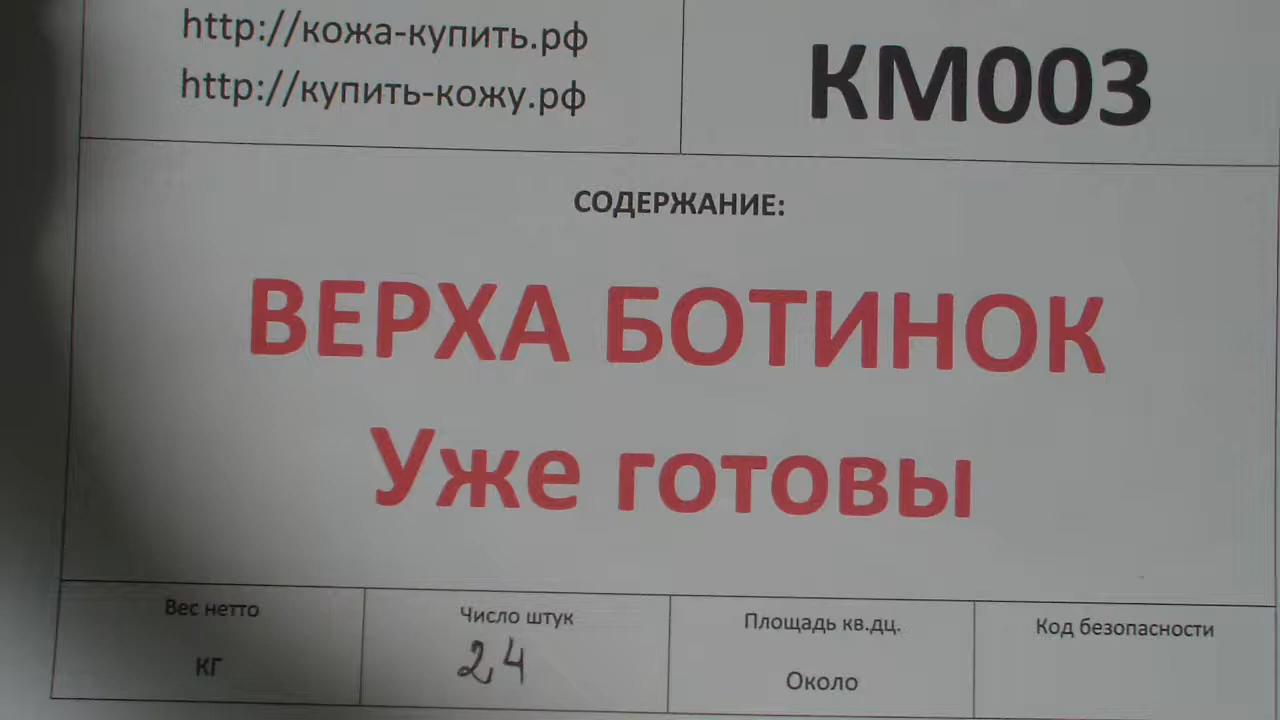 http://кожа-купить.рф
http://купить-кожу.рф
КМ003
СОДЕРЖАНИЕ:
ВЕРХА БОТИНОК
Уже готовы
Вес нетто
КГ
Число штук
24
Площадь кв.дц.
Около
Код безопасности